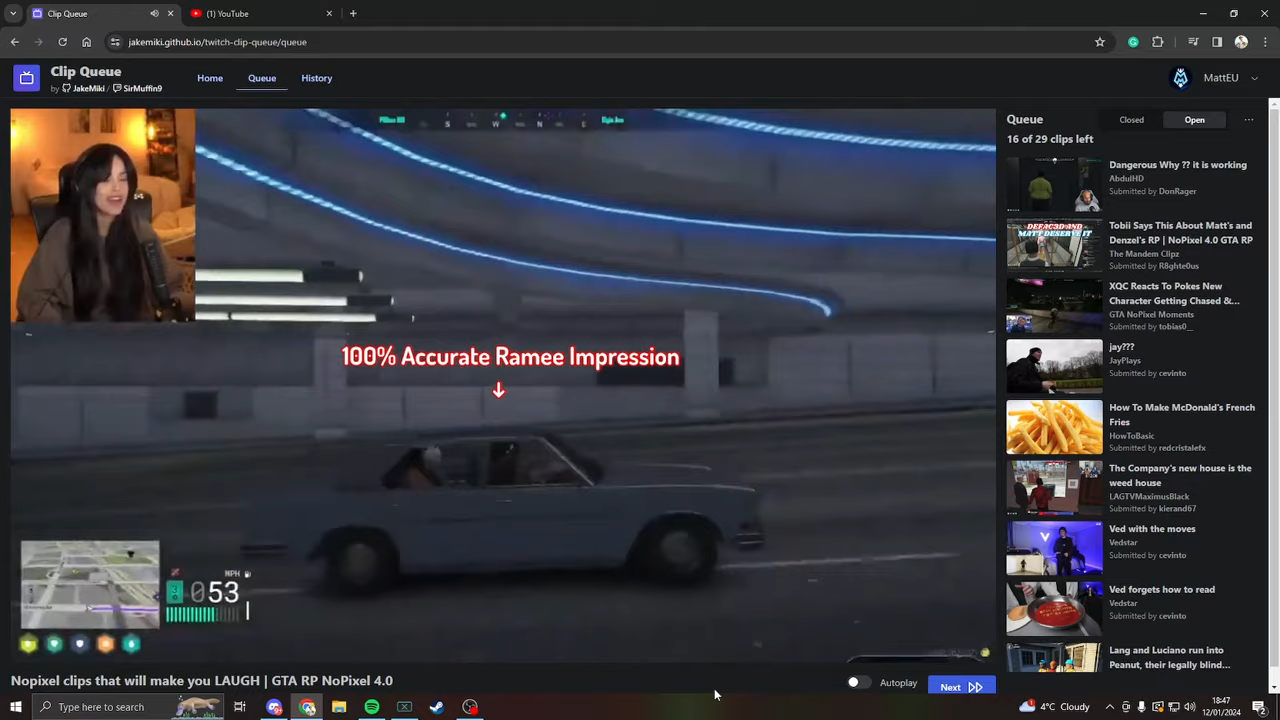 Clip Queue
(1) YouTube
jakemiki.github.io/twitch-clip-queue/queue
Clip Queue
by JakeMiki / SirMuffin9
Home
Queue
History
MattEU
S
W
N
E
100% Accurate Ramee Impression
↓
MPH
053
Nopixel clips that will make you LAUGH | GTA RP NoPixel 4.0
Autoplay
Next
Queue
Closed
Open
16 of 29 clips left
Dangerous Why ?? it is working
AbdulHD
Submitted by DonRager
DEFAC3D AND
MATT DESERVE IT
Tobii Says This About Matt's and
Denzel's RP | NoPixel 4.0 GTA RP
The Mandem Clipz
Submitted by R8ghte0us
XQC Reacts To Pokes New
Character Getting Chased &...
GTA NoPixel Moments
Submitted by tobias0__
jay???
JayPlays
Submitted by cevinto
How To Make McDonald's French
Fries
HowToBasic
Submitted by redcristalefx
The Company's new house is the
weed house
LAGTVMaximusBlack
Submitted by kierand67
Ved with the moves
Vedstar
Submitted by cevinto
Ved forgets how to read
Vedstar
Submitted by cevinto
Lang and Luciano run into
Peanut, their legally blind...
Type here to search
4°C Cloudy
18:47
12/01/2024